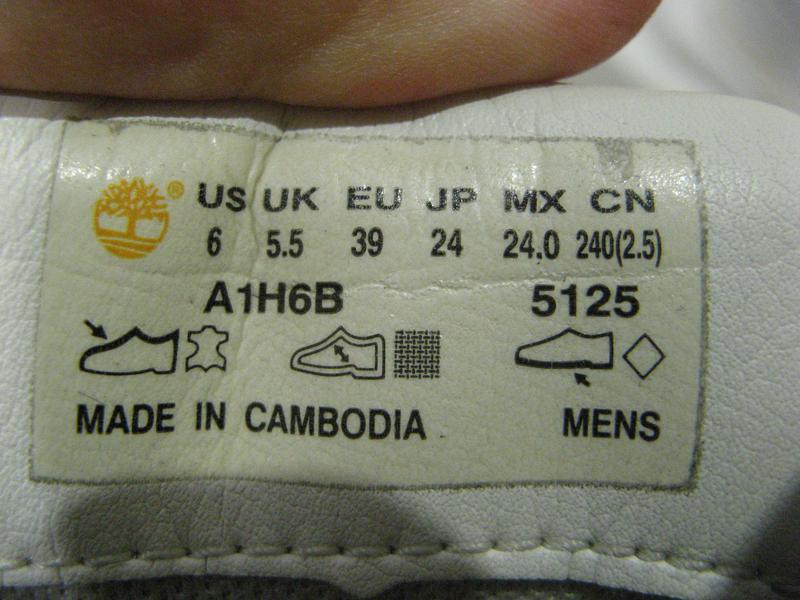 ® US UK EU JP MX CN
6 5.5 39 24 24.0 240(2.5)
A1H6B 5125
MADE IN CAMBODIA MENS